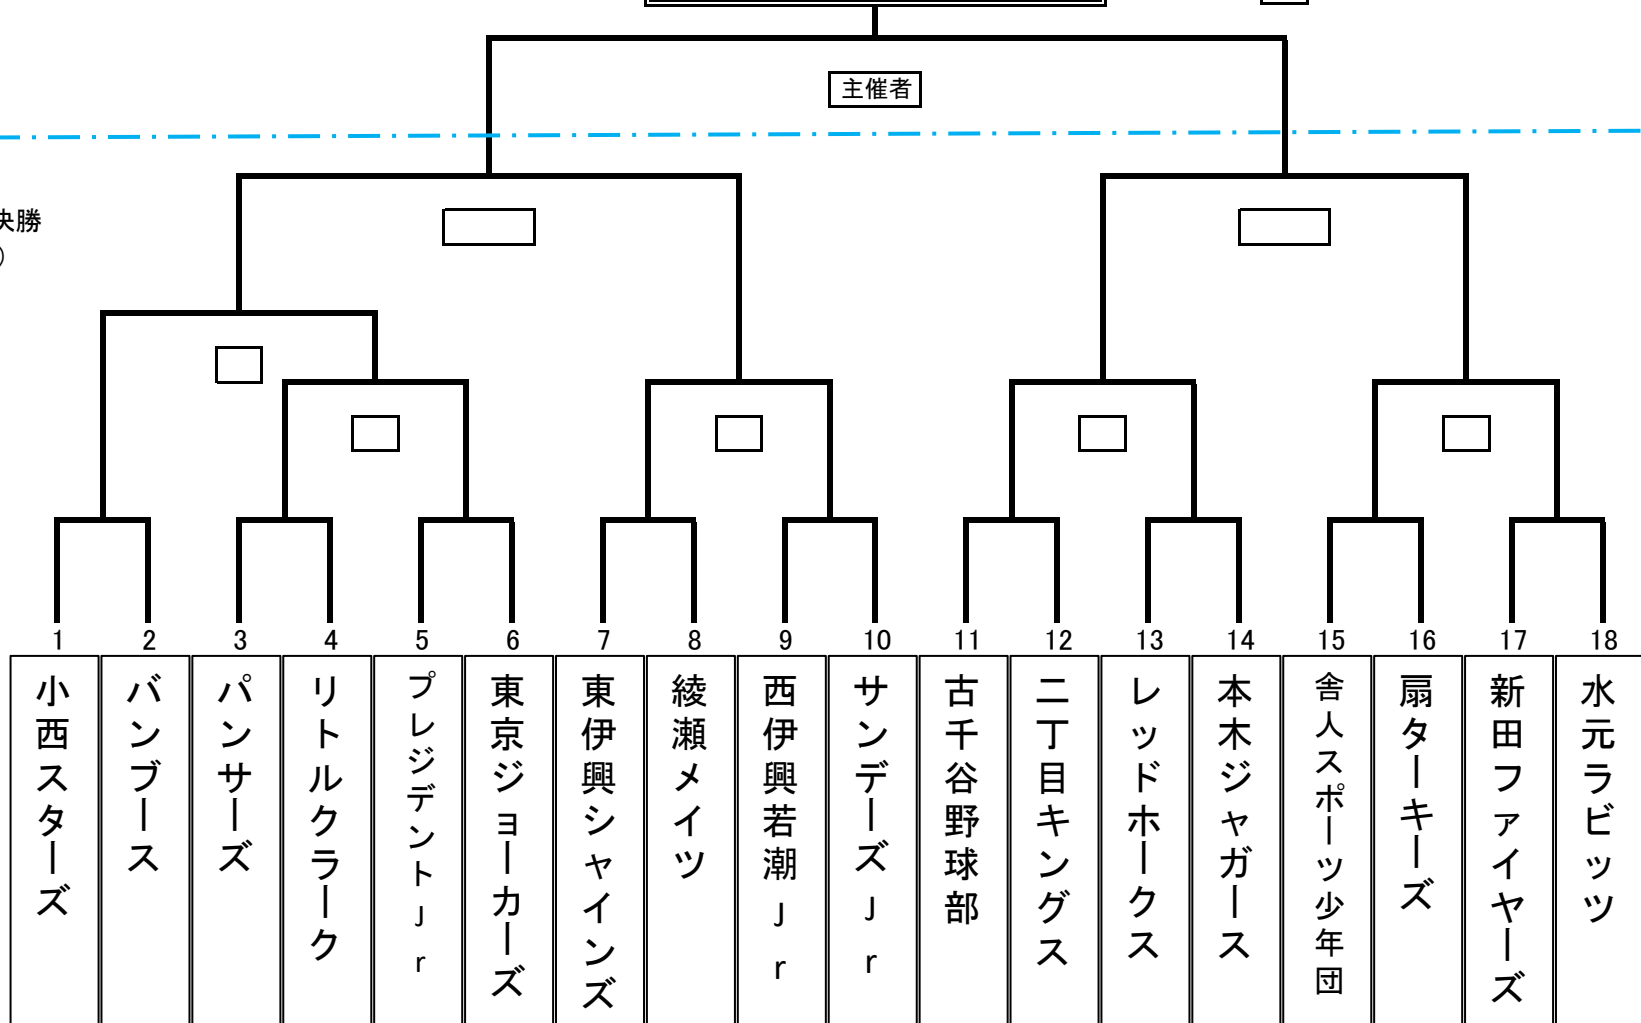 主催者
決勝
)
1
2
3
4
5
6
7
8
9
10
11
12
13
14
15
16
17
18
小西スターズ
バンブース
パンサーズ
リトルクラーク
プレジデントJr
東京ジョーカーズ
東伊興シャインズ
綾瀬メイツ
西伊興若潮Jr
サンデーズJr
古千谷野球部
二丁目キングス
レッドホークス
本木ジャガース
舎人スポーツ少年団
扇ターキーズ
新田ファイヤーズ
水元ラビッツ